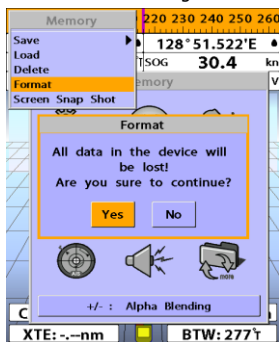 Memory
220 230 240 250 260
Save
128°51.522'E
Load
SOG 30.4 kn
Delete
Format
Screen Snap Shot
Format
All data in the device will
be lost!
Are you sure to continue?
Yes No
more
+/- : Alpha Blending
XTE: -.--nm BTW: 277°T